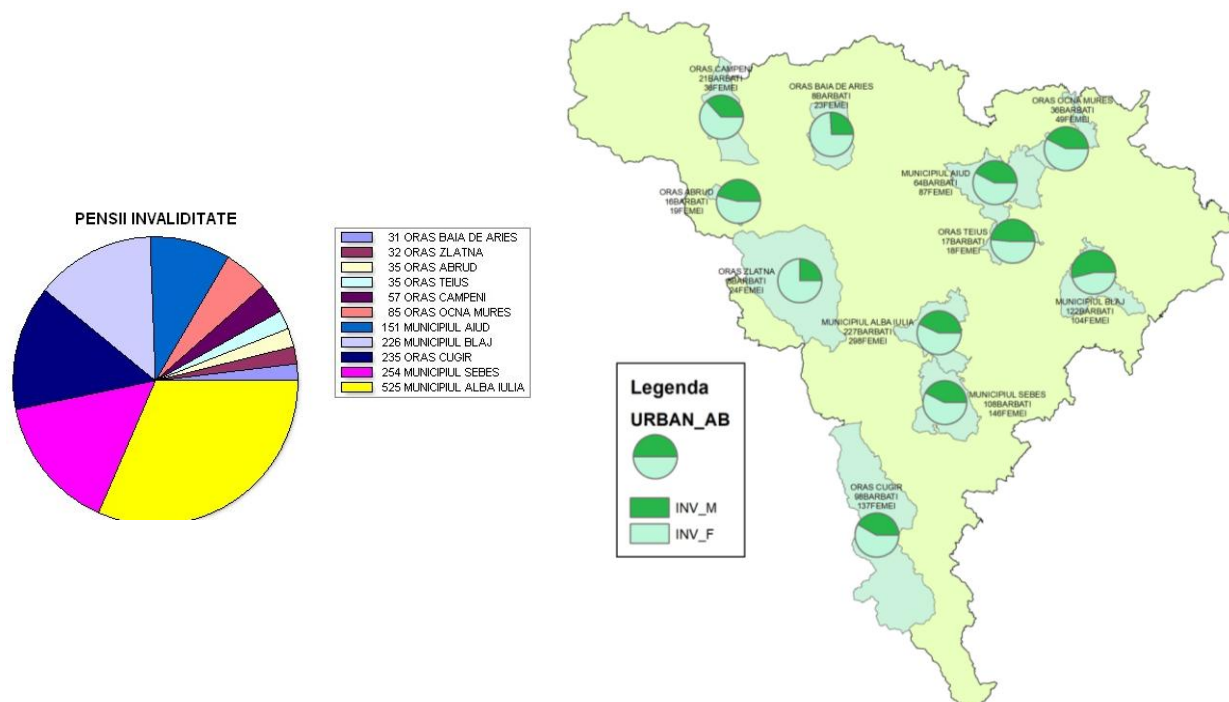 PENSII INVALIDITATE
31 ORAS BAIA DE ARIES
32 ORAS ZLATNA
35 ORAS ABRUD
35 ORAS TEIUS
57 ORAS CAMPENI
85 ORAS OCNA MURES
151 MUNICIPIUL AIUD
226 MUNICIPIUL BLAJ
235 ORAS CUGIR
254 MUNICIPIUL SEBES
525 MUNICIPIUL ALBA IULIA
ORAS CAMPENI
21BARBATI
36FEMEI
ORAS BAIA DE ARIES
8BARBATI
23FEMEI
ORAS OCNA MURES
36BARBATI
49FEMEI
MUNICIPIUL AIUD
64BARBATI
87FEMEI
ORAS ABRUD
16BARBATI
19FEMEI
ORAS TEIUS
17BARBATI
18FEMEI
ORAS ZLATNA
8BARBATI
24FEMEI
MUNICIPIUL BLAJ
122BARBATI
104FEMEI
MUNICIPIUL ALBA IULIA
227BARBATI
298FEMEI
MUNICIPIUL SEBES
108BARBATI
146FEMEI
ORAS CUGIR
98BARBATI
137FEMEI
Legenda
URBAN_AB
INV_M
INV_F